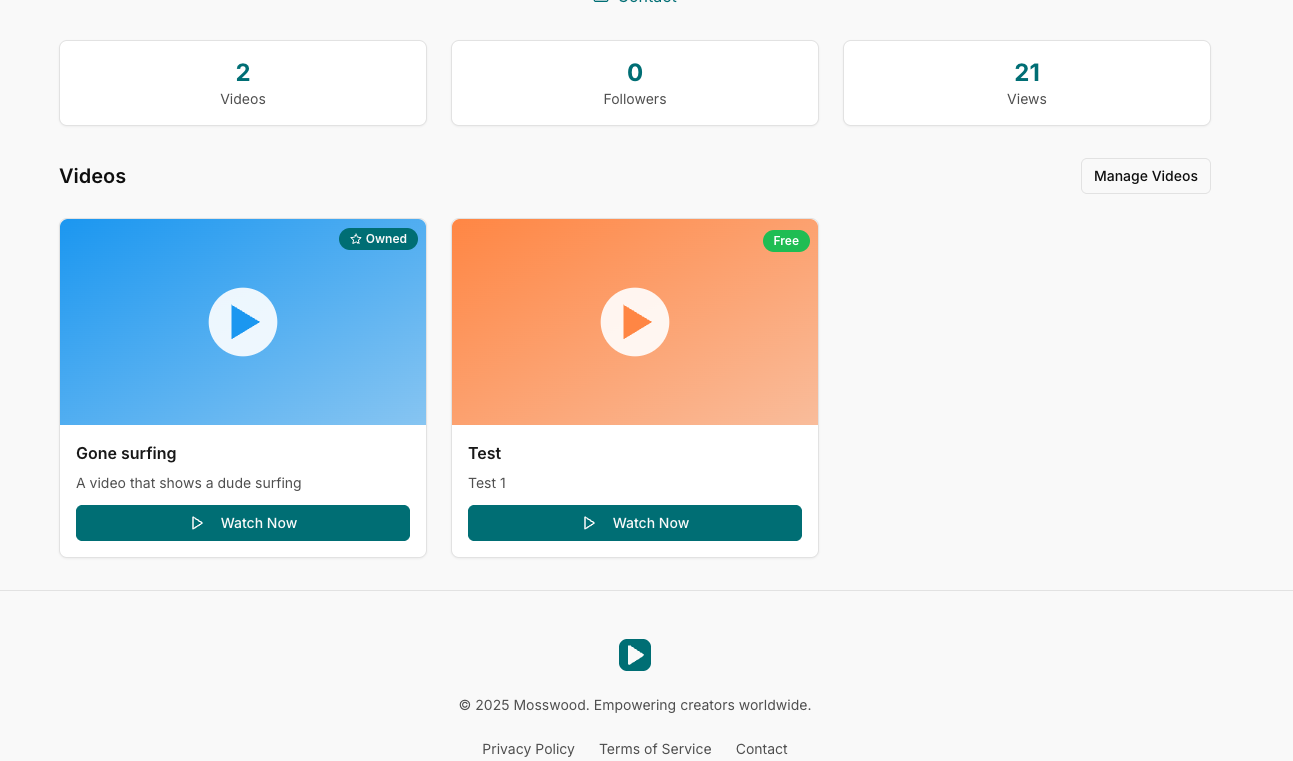 Contact
2
Videos
0
Followers
21
Views
Videos
Manage Videos
Owned
Free
Gone surfing
A video that shows a dude surfing
Watch Now
Test
Test 1
Watch Now
© 2025 Mosswood. Empowering creators worldwide.
Privacy Policy Terms of Service Contact